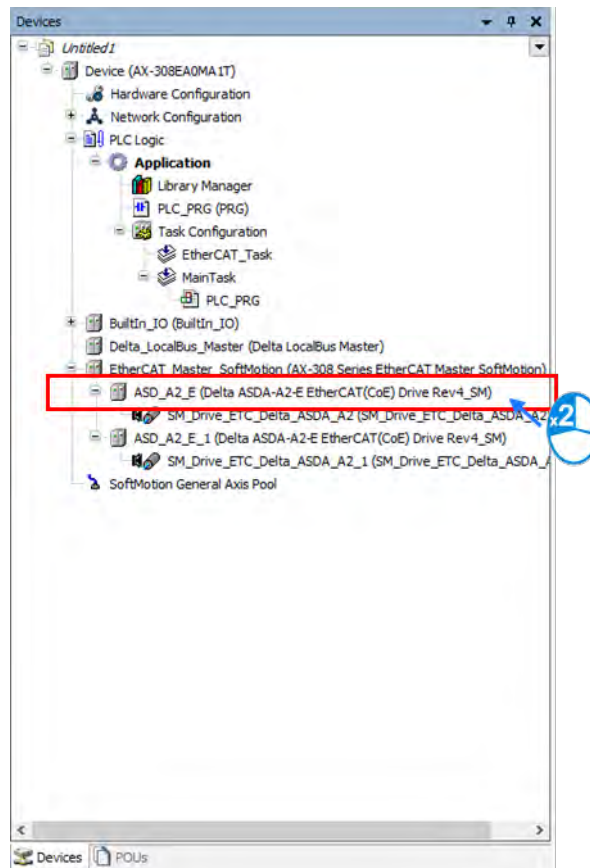 Devices
Untitled1
Device (AX-308EA0MA1T)
Hardware Configuration
Network Configuration
PLC Logic
Application
Library Manager
PLC_PRG (PRG)
Task Configuration
EtherCAT_Task
MainTask
PLC_PRG
BuiltIn_IO (BuiltIn_IO)
Delta_LocalBus_Master (Delta LocalBus Master)
EtherCAT_Master_SoftMotion (AX-308 Series EtherCAT Master SoftMotion)
ASD_A2_E (Delta ASDA-A2-E EtherCAT(CoE) Drive Rev4_SM)
x2
SM_Drive_ETC_Delta_ASDA_A2 (SM_Drive_ETC_Delta_ASDA_A2
ASD_A2_E_1 (Delta ASDA-A2-E EtherCAT(CoE) Drive Rev4_SM)
SM_Drive_ETC_Delta_ASDA_A2_1 (SM_Drive_ETC_Delta_ASDA_A
SoftMotion General Axis Pool
Devices POUs